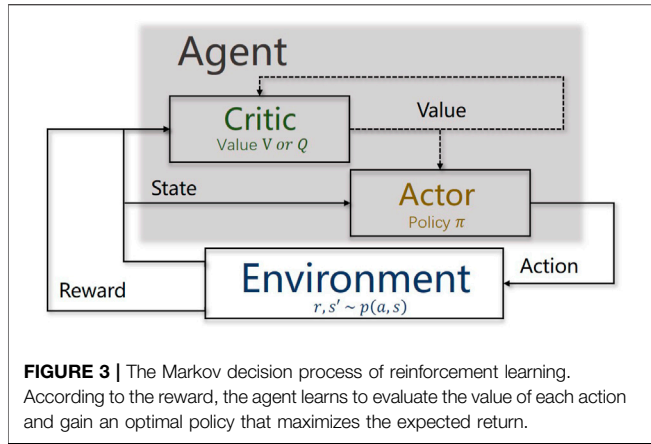 Agent
Critic
Value V or Q
Value
State
Actor
Policy π
Environment
r, s′ ~ p(a, s)
Action
Reward
FIGURE 3 | The Markov decision process of reinforcement learning.
According to the reward, the agent learns to evaluate the value of each action
and gain an optimal policy that maximizes the expected return.